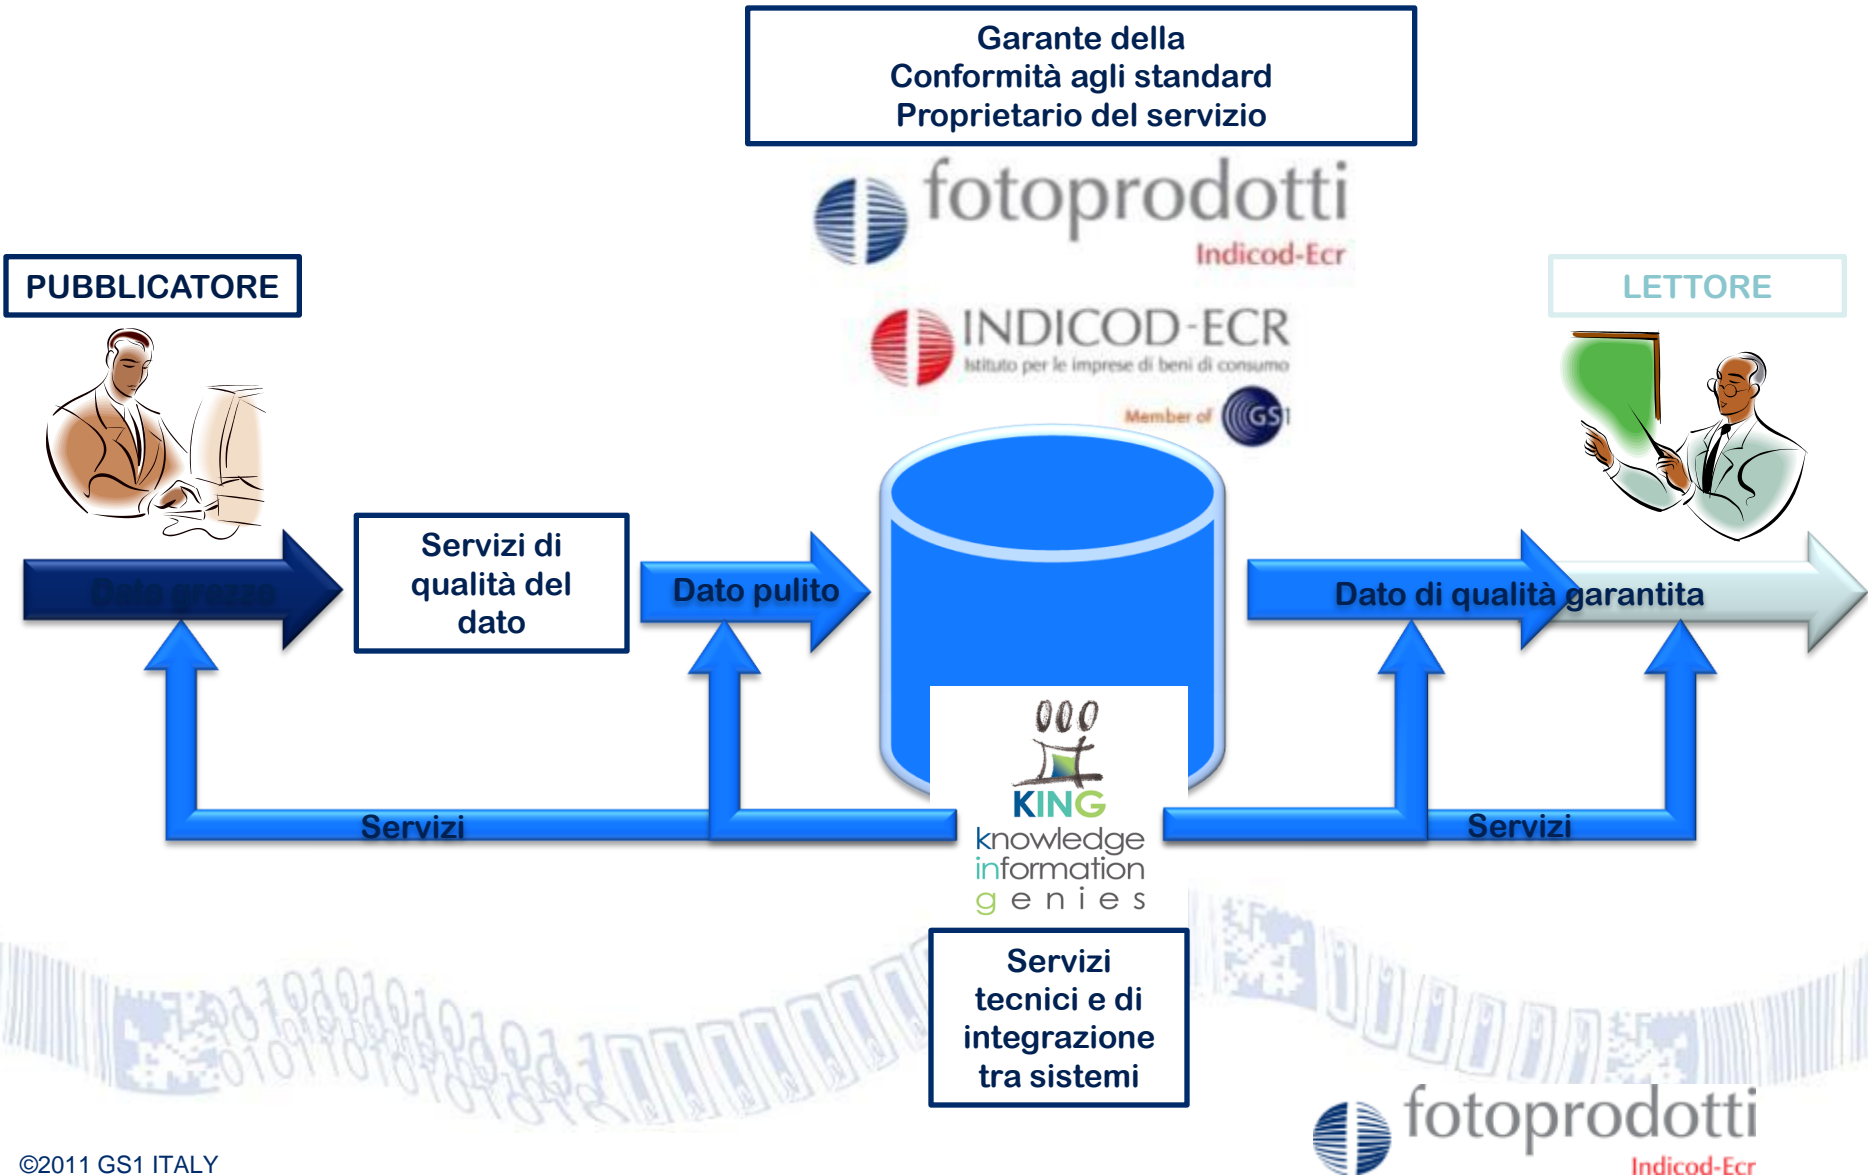 Garante della
Conformità agli standard
Proprietario del servizio
fotoprodotti
Indicod-Ecr
PUBBLICATORE
LETTORE
INDICOD-ECR
Istituto per le imprese di beni di consumo
Member of GS1
Dato grezzo
Servizi di
qualità del
dato
Dato pulito
Dato di qualità garantita
Servizi
Servizi
KING
knowledge
information
genies
Servizi
tecnici e di
integrazione
tra sistemi
fotoprodotti
Indicod-Ecr
©2011 GS1 ITALY